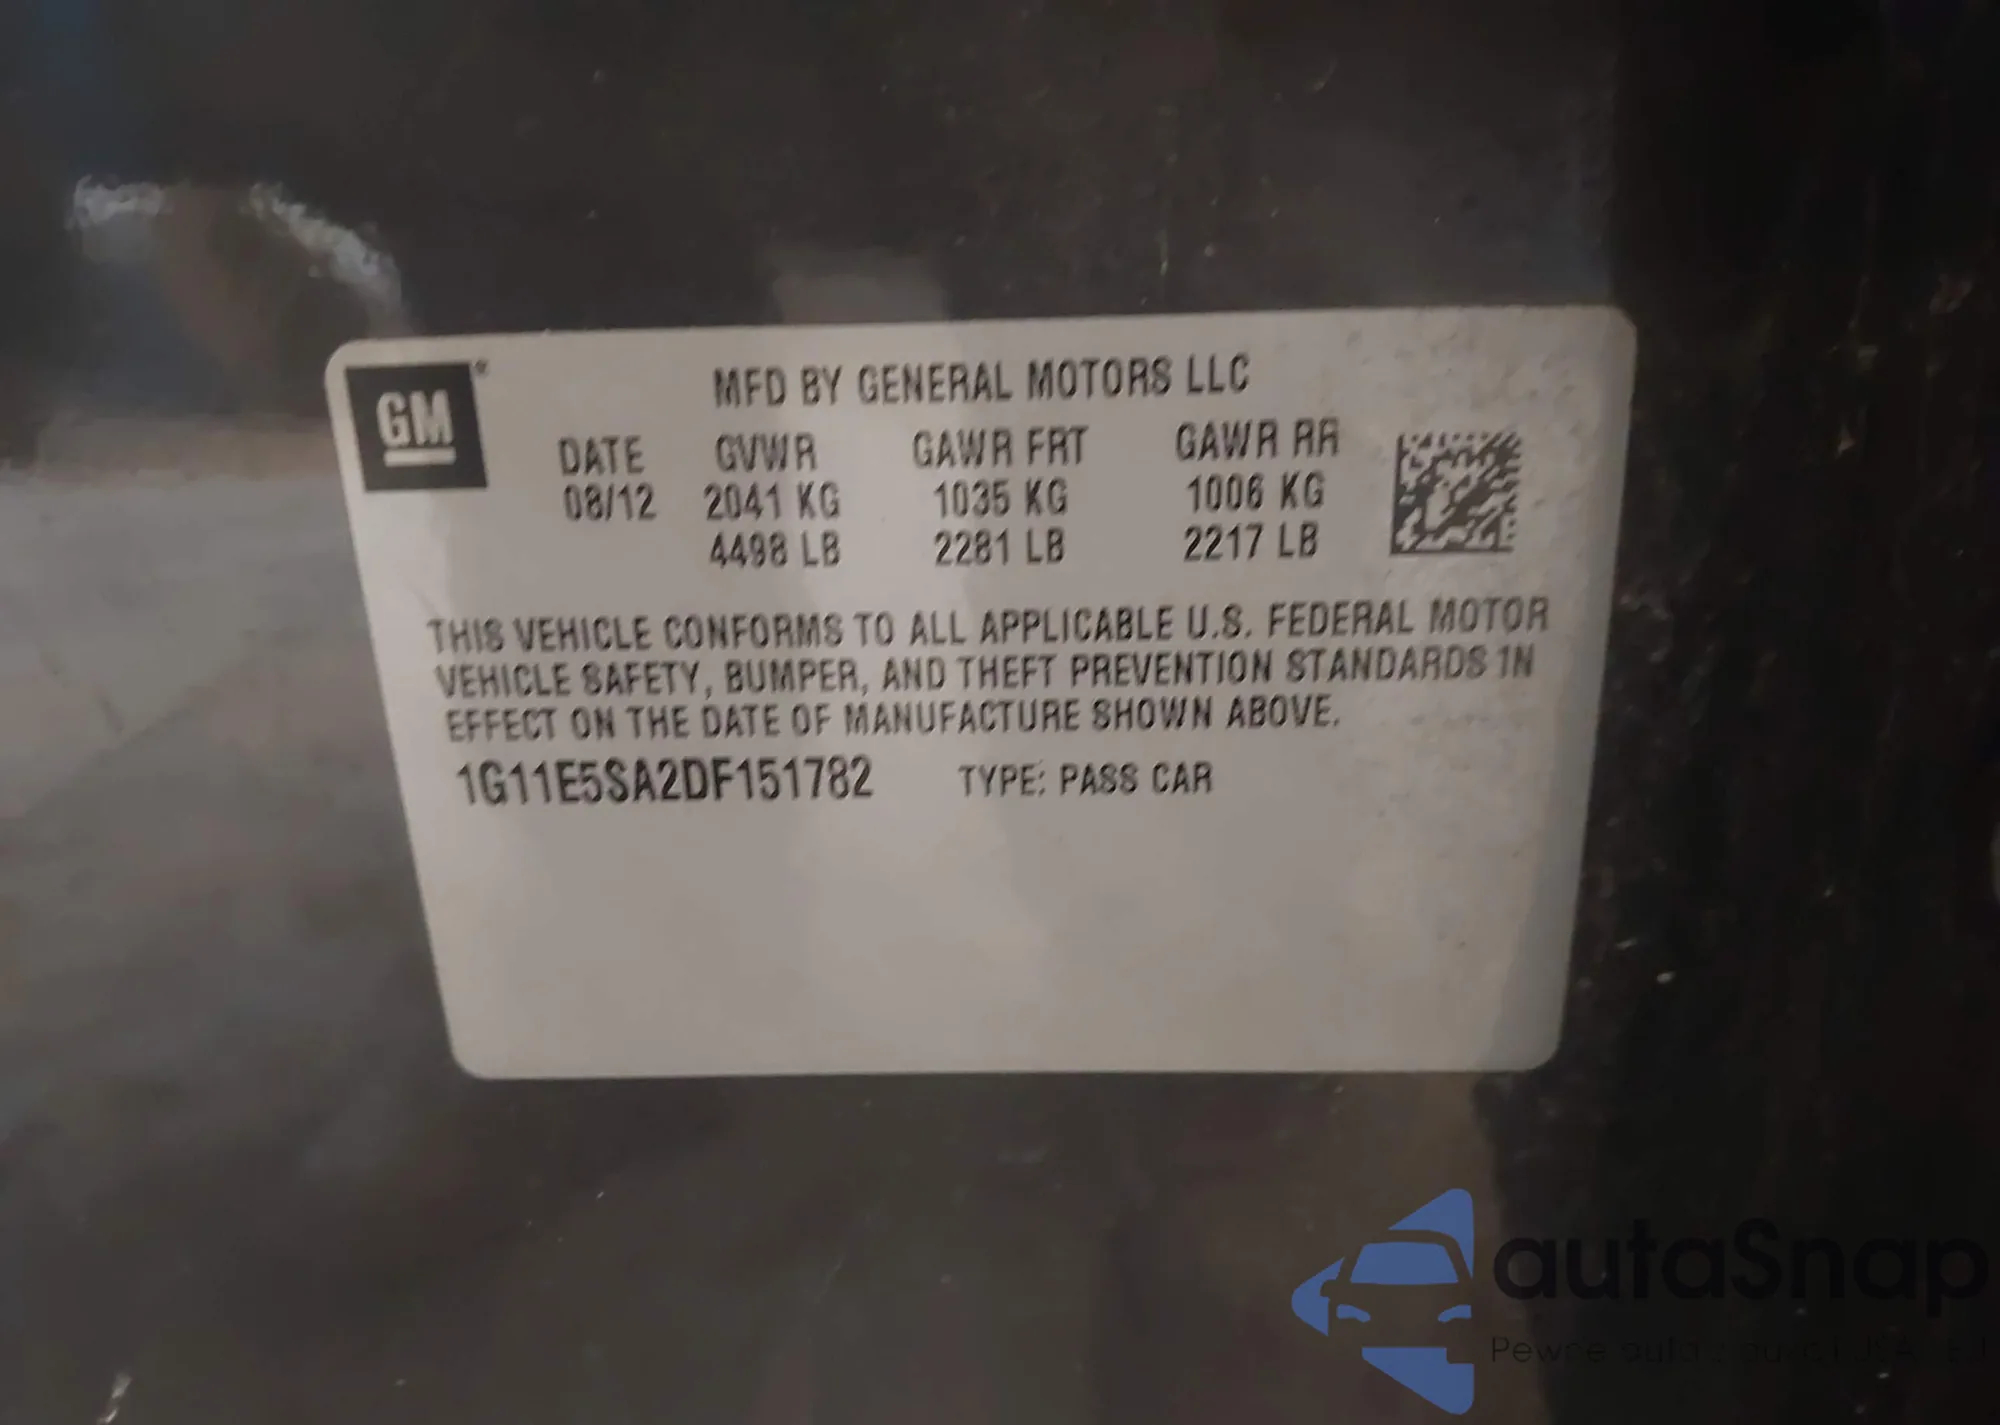 GM®
MFD BY GENERAL MOTORS LLC
DATE GVWR GAWR FRT GAWR RR
08/12 2041 KG 1035 KG 1006 KG
4498 LB 2281 LB 2217 LB
THIS VEHICLE CONFORMS TO ALL APPLICABLE U.S. FEDERAL MOTOR
VEHICLE SAFETY, BUMPER, AND THEFT PREVENTION STANDARDS IN
EFFECT ON THE DATE OF MANUFACTURE SHOWN ABOVE.
1G11E5SA2DF151782 TYPE: PASS CAR
autaSnap
Pewne auta z